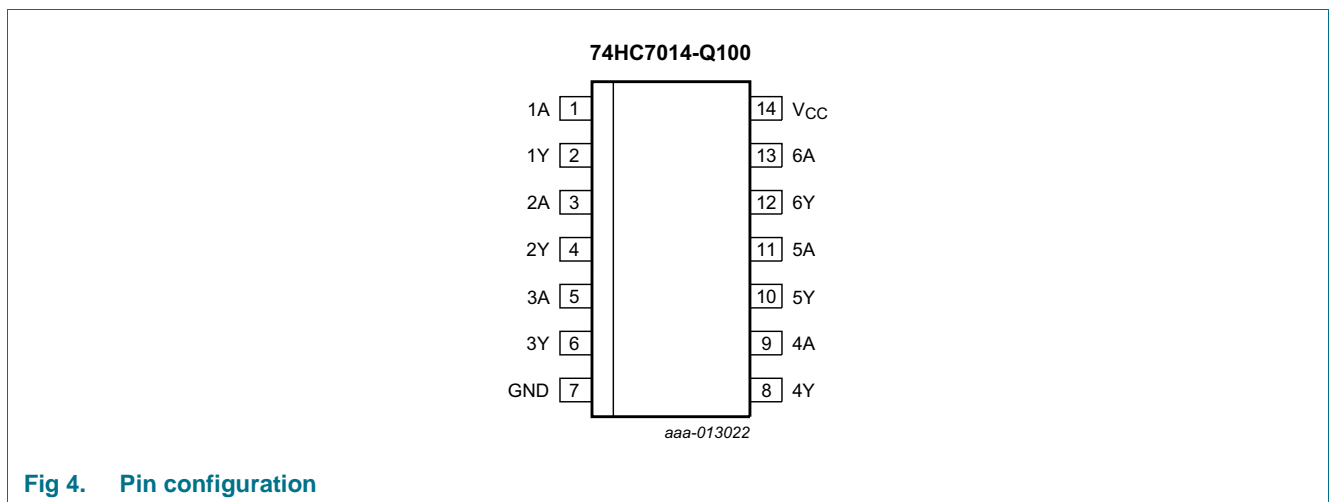 74HC7014-Q100
1A 1 14 VCC
1Y 2 13 6A
2A 3 12 6Y
2Y 4 11 5A
3A 5 10 5Y
3Y 6 9 4A
GND 7 8 4Y
aaa-013022
Fig 4. Pin configuration